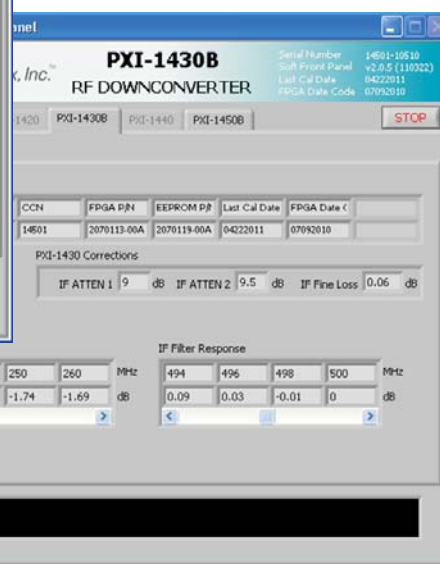 anel
x, Inc.™
PXI-1430B
RF DOWNCONVERTER
Serial Number 14501-10510
Soft Front Panel v2.0.5 (110322)
Last Cal Date 04222011
FPGA Date Code 07092010
-1420 PXI-1430B PXI-1440 PXI-1450B STOP
CCN FPGA P/N EEPROM P/N Last Cal Date FPGA Date C
14501 2070113-00A 2070119-00A 04222011 07092010
PXI-1430 Corrections
IF ATTEN 1 9 dB IF ATTEN 2 9.5 dB IF Fine Loss 0.06 dB
IF Filter Response
250 260 MHz 494 496 498 500 MHz
-1.74 -1.69 dB 0.09 0.03 -0.01 0 dB